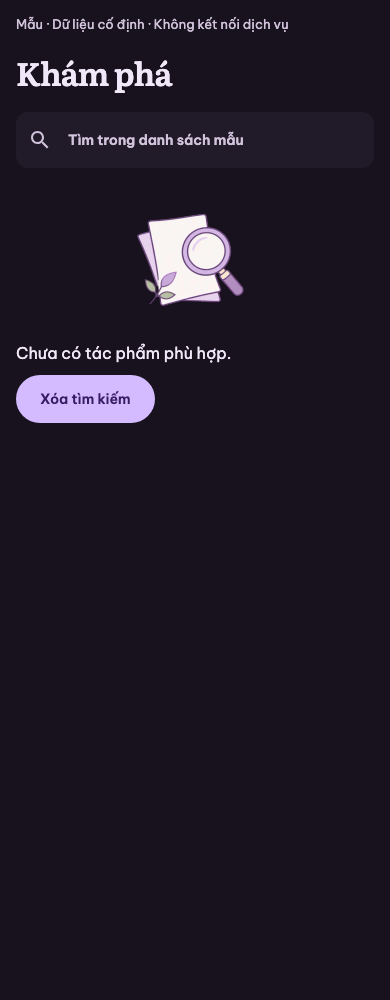 Mẫu · Dữ liệu cố định · Không kết nối dịch vụ
Khám phá
Tìm trong danh sách mẫu
Chưa có tác phẩm phù hợp.
Xóa tìm kiếm